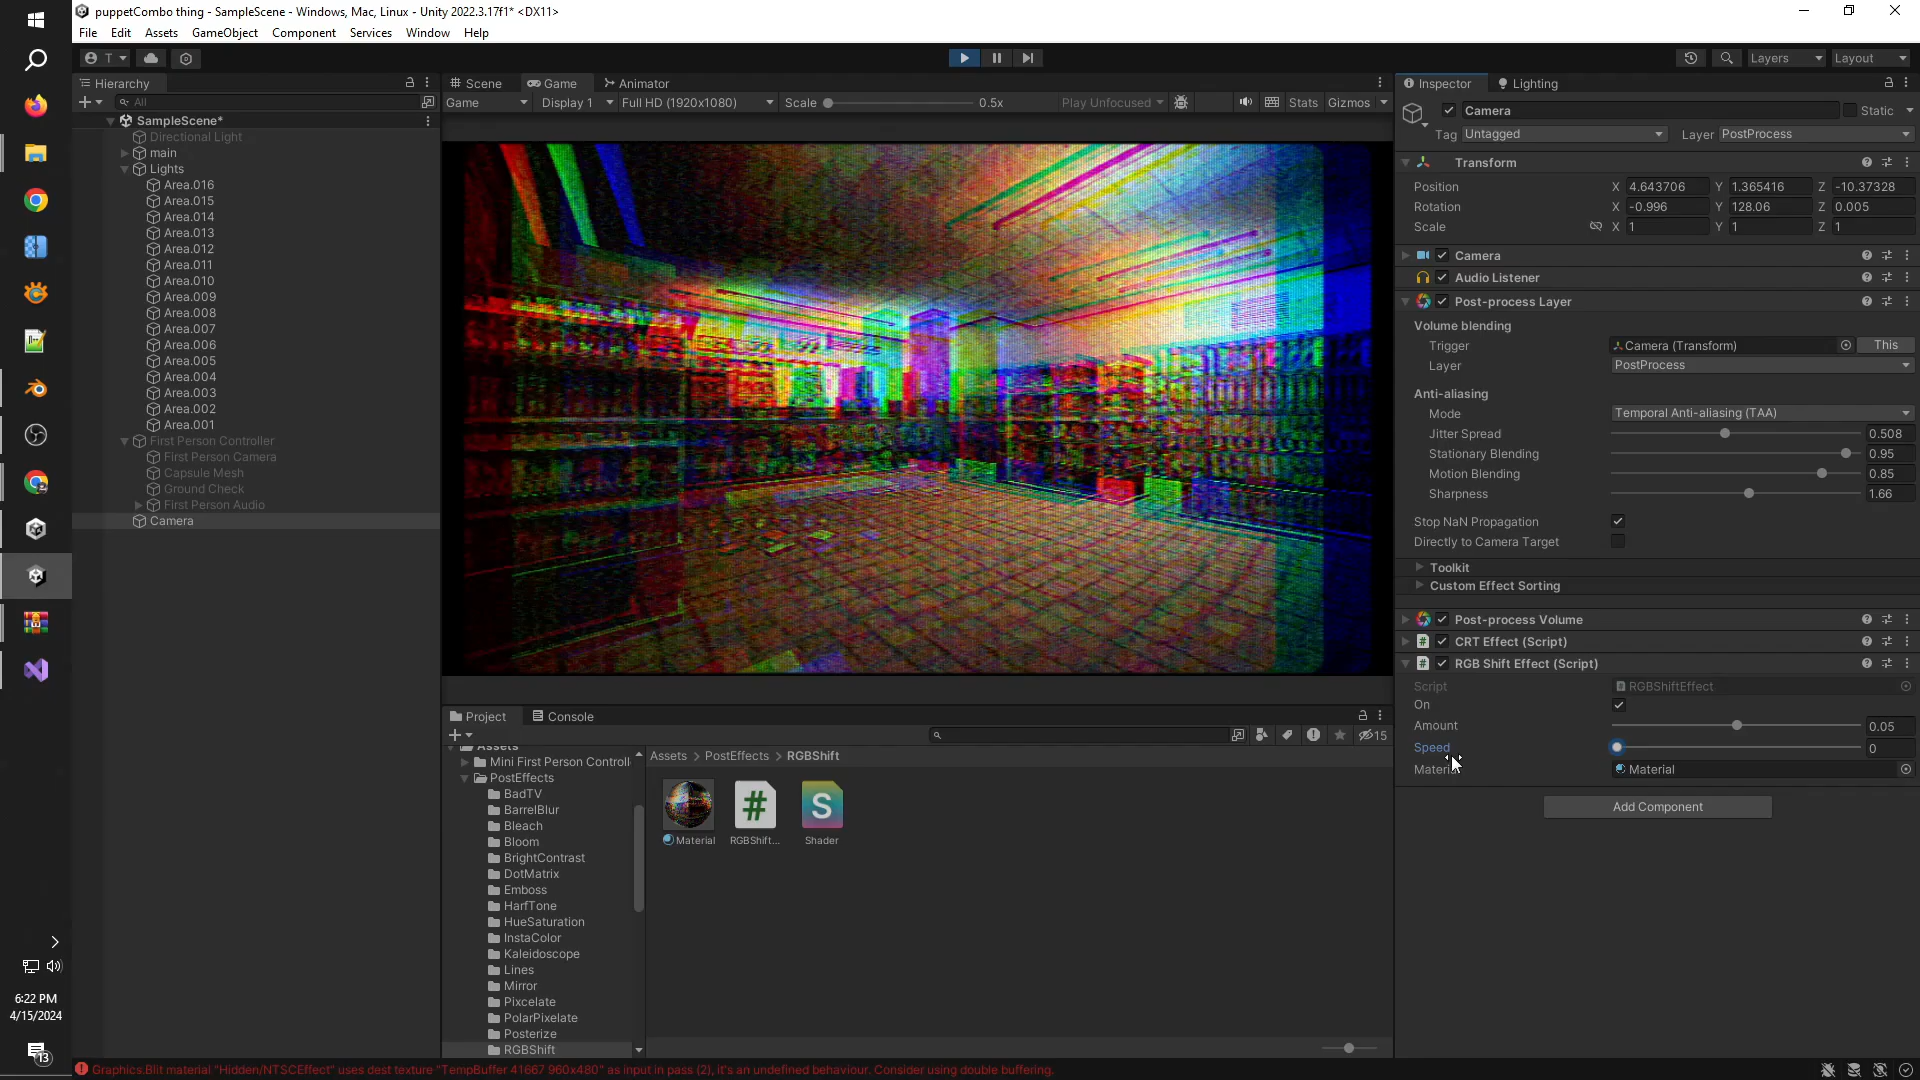 puppetCombo thing - SampleScene - Windows, Mac, Linux - Unity 2022.3.17f1* <DX11>
File Edit Assets GameObject Component Services Window Help
T
Layers Layout
Hierarchy
All
SampleScene*
Directional Light
main
Lights
Area.016
Area.015
Area.014
Area.013
Area.012
Area.011
Area.010
Area.009
Area.008
Area.007
Area.006
Area.005
Area.004
Area.003
Area.002
Area.001
First Person Controller
First Person Camera
Capsule Mesh
Ground Check
First Person Audio
Camera
Scene Game Animator
Game Display 1 Full HD (1920x1080) Scale 0.5x Play Unfocused Stats Gizmos
Project Console
15
Assets
Mini First Person Controll
PostEffects
BadTV
BarrelBlur
Bleach
Bloom
BrightContrast
DotMatrix
Emboss
HarfTone
HueSaturation
InstaColor
Kaleidoscope
Lines
Mirror
Pixcelate
PolarPixelate
Posterize
RGBShift
Assets > PostEffects > RGBShift
#
S
Material RGBShift... Shader
Inspector Lighting
Camera Static
Tag Untagged Layer PostProcess
Transform
Position X 4.643706 Y 1.365416 Z -10.37328
Rotation X -0.996 Y 128.06 Z 0.005
Scale X 1 Y 1 Z 1
Camera
Audio Listener
Post-process Layer
Volume blending
Trigger Camera (Transform) This
Layer PostProcess
Anti-aliasing
Mode Temporal Anti-aliasing (TAA)
Jitter Spread 0.508
Stationary Blending 0.95
Motion Blending 0.85
Sharpness 1.66
Stop NaN Propagation
Directly to Camera Target
Toolkit
Custom Effect Sorting
Post-process Volume
# CRT Effect (Script)
# RGB Shift Effect (Script)
Script RGBShiftEffect
On
Amount 0.05
Speed 0
Material Material
Add Component
6:22 PM
4/15/2024
13
Graphics.Blit material "Hidden/NTSCEffect" uses dest texture "TempBuffer 41667 960x480" as input in pass (2), it's an undefined behaviour. Consider using double buffering.